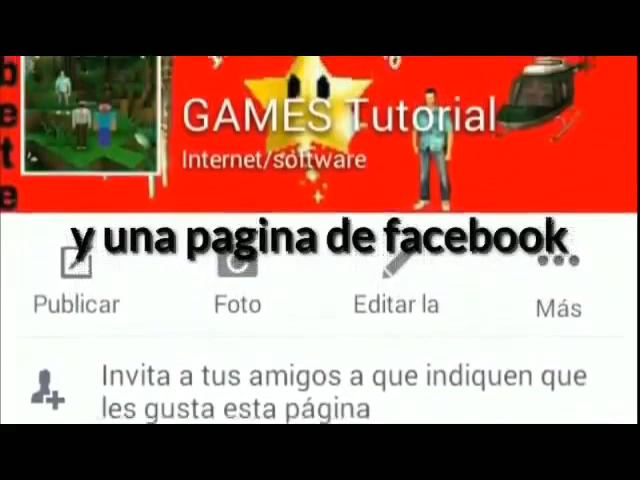 bete
GAMES Tutorial
Internet/software
y una pagina de facebook
Publicar
Foto
Editar la
Más
Invita a tus amigos a que indiquen que
les gusta esta página